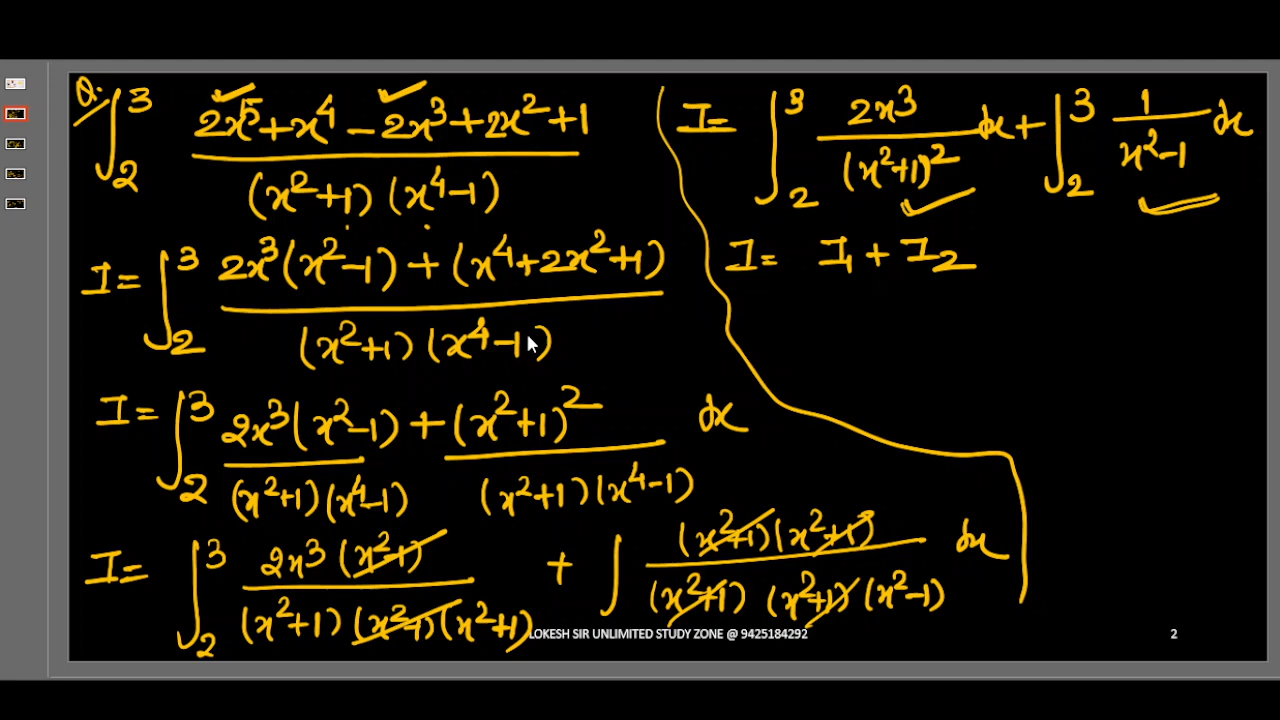 Q. ∫₂³ (2x⁵+x⁴-2x³+2x²+1) / ((x²+1)(x⁴-1))
I= ∫₂³ (2x³(x²-1)+(x⁴+2x²+1)) / ((x²+1)(x⁴-1))
I= ∫₂³ 2x³(x²-1) / ((x²+1)(x⁴-1)) + (x²+1)² / ((x²+1)(x⁴-1)) dx
I= ∫₂³ 2x³(x²-1) / ((x²+1)(x²-1)(x²+1)) + ∫ (x²+1)(x²+1) / ((x²+1)(x²+1)(x²-1)) dx
I= ∫₂³ 2x³ / (x²+1)² dx + ∫₂³ 1 / (x²-1) dx
I= I₁ + I₂
LOKESH SIR UNLIMITED STUDY ZONE @ 9425184292
2